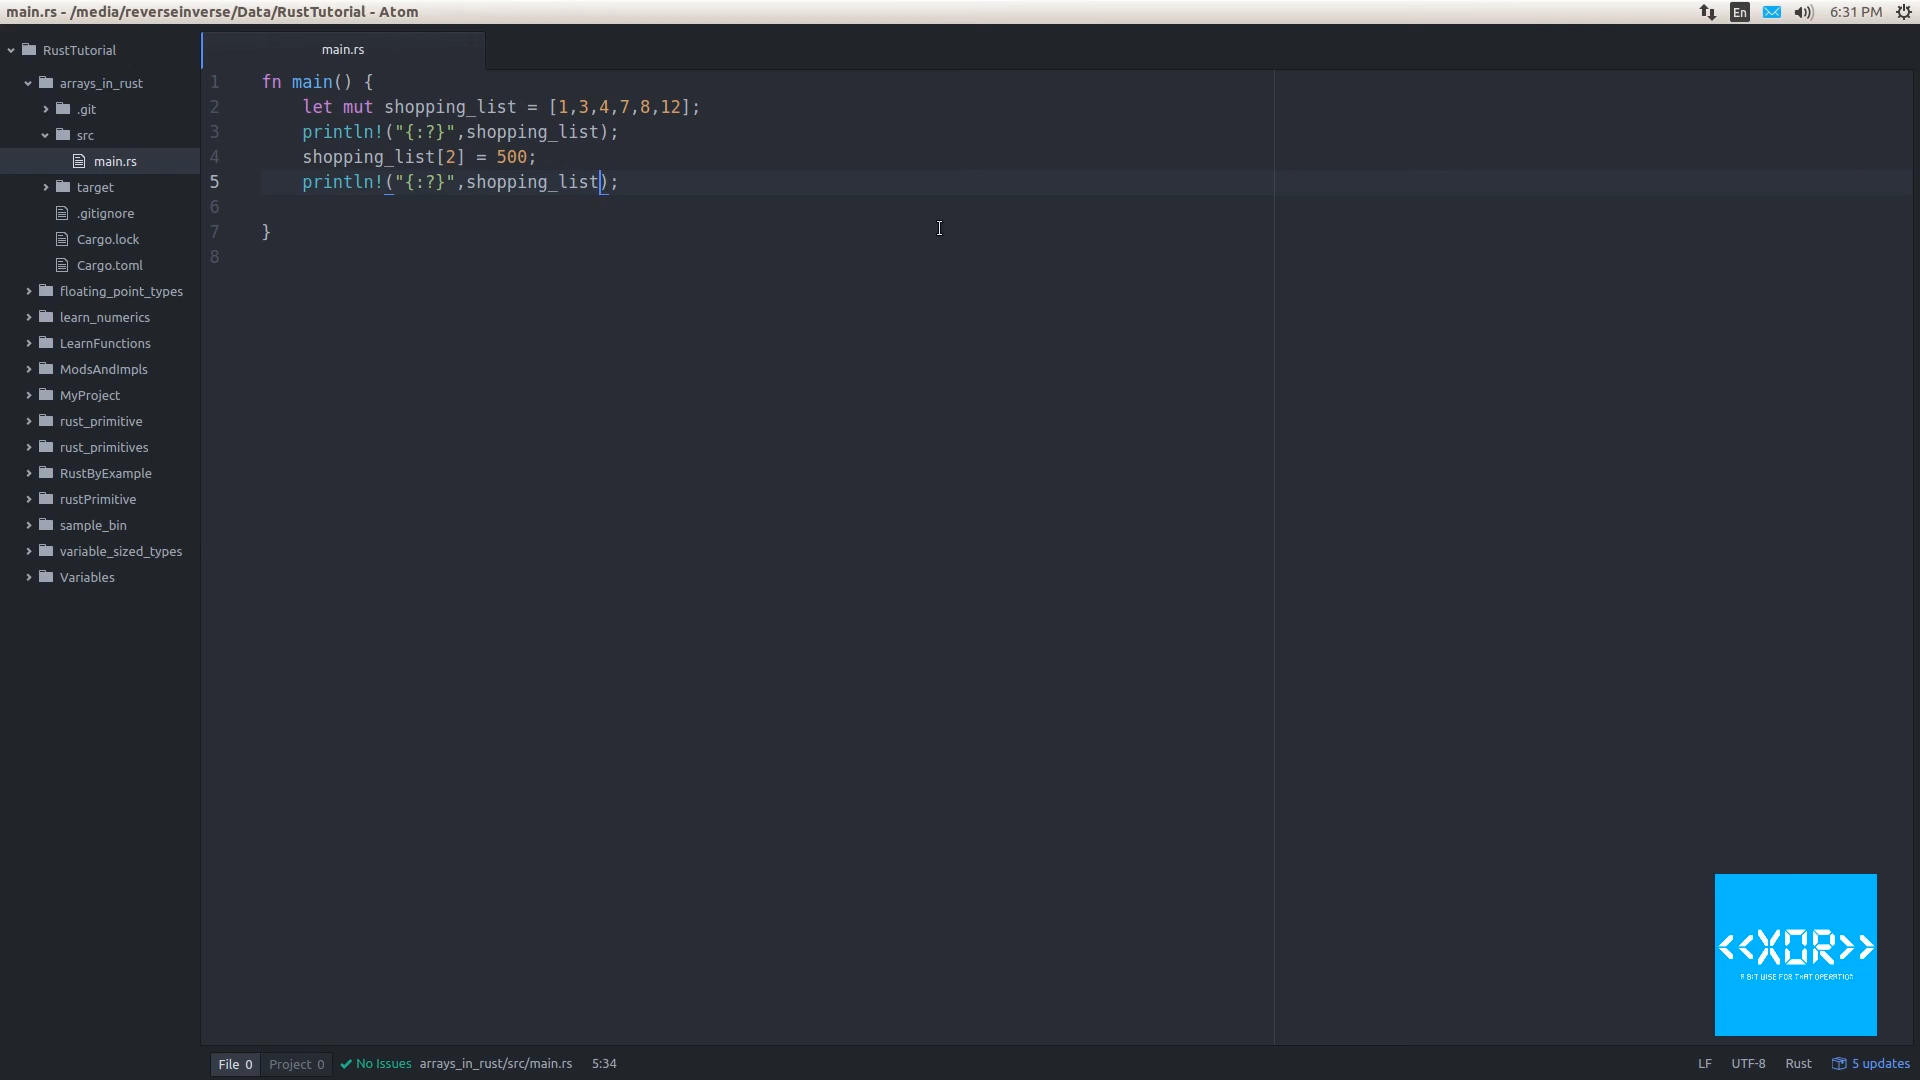 main.rs - /media/reverseinverse/Data/RustTutorial - Atom
En
6:31 PM
RustTutorial
arrays_in_rust
.git
src
main.rs
target
.gitignore
Cargo.lock
Cargo.toml
floating_point_types
learn_numerics
LearnFunctions
ModsAndImpls
MyProject
rust_primitive
rust_primitives
RustByExample
rustPrimitive
sample_bin
variable_sized_types
Variables
main.rs
1 fn main() {
2     let mut shopping_list = [1,3,4,7,8,12];
3     println!("{:?}",shopping_list);
4     shopping_list[2] = 500;
5     println!("{:?}",shopping_list);
6
7 }
8
<<XOR>>
A BIT WISE FOR THAT OPERATION
File 0 Project 0 No Issues arrays_in_rust/src/main.rs 5:34 LF UTF-8 Rust 5 updates